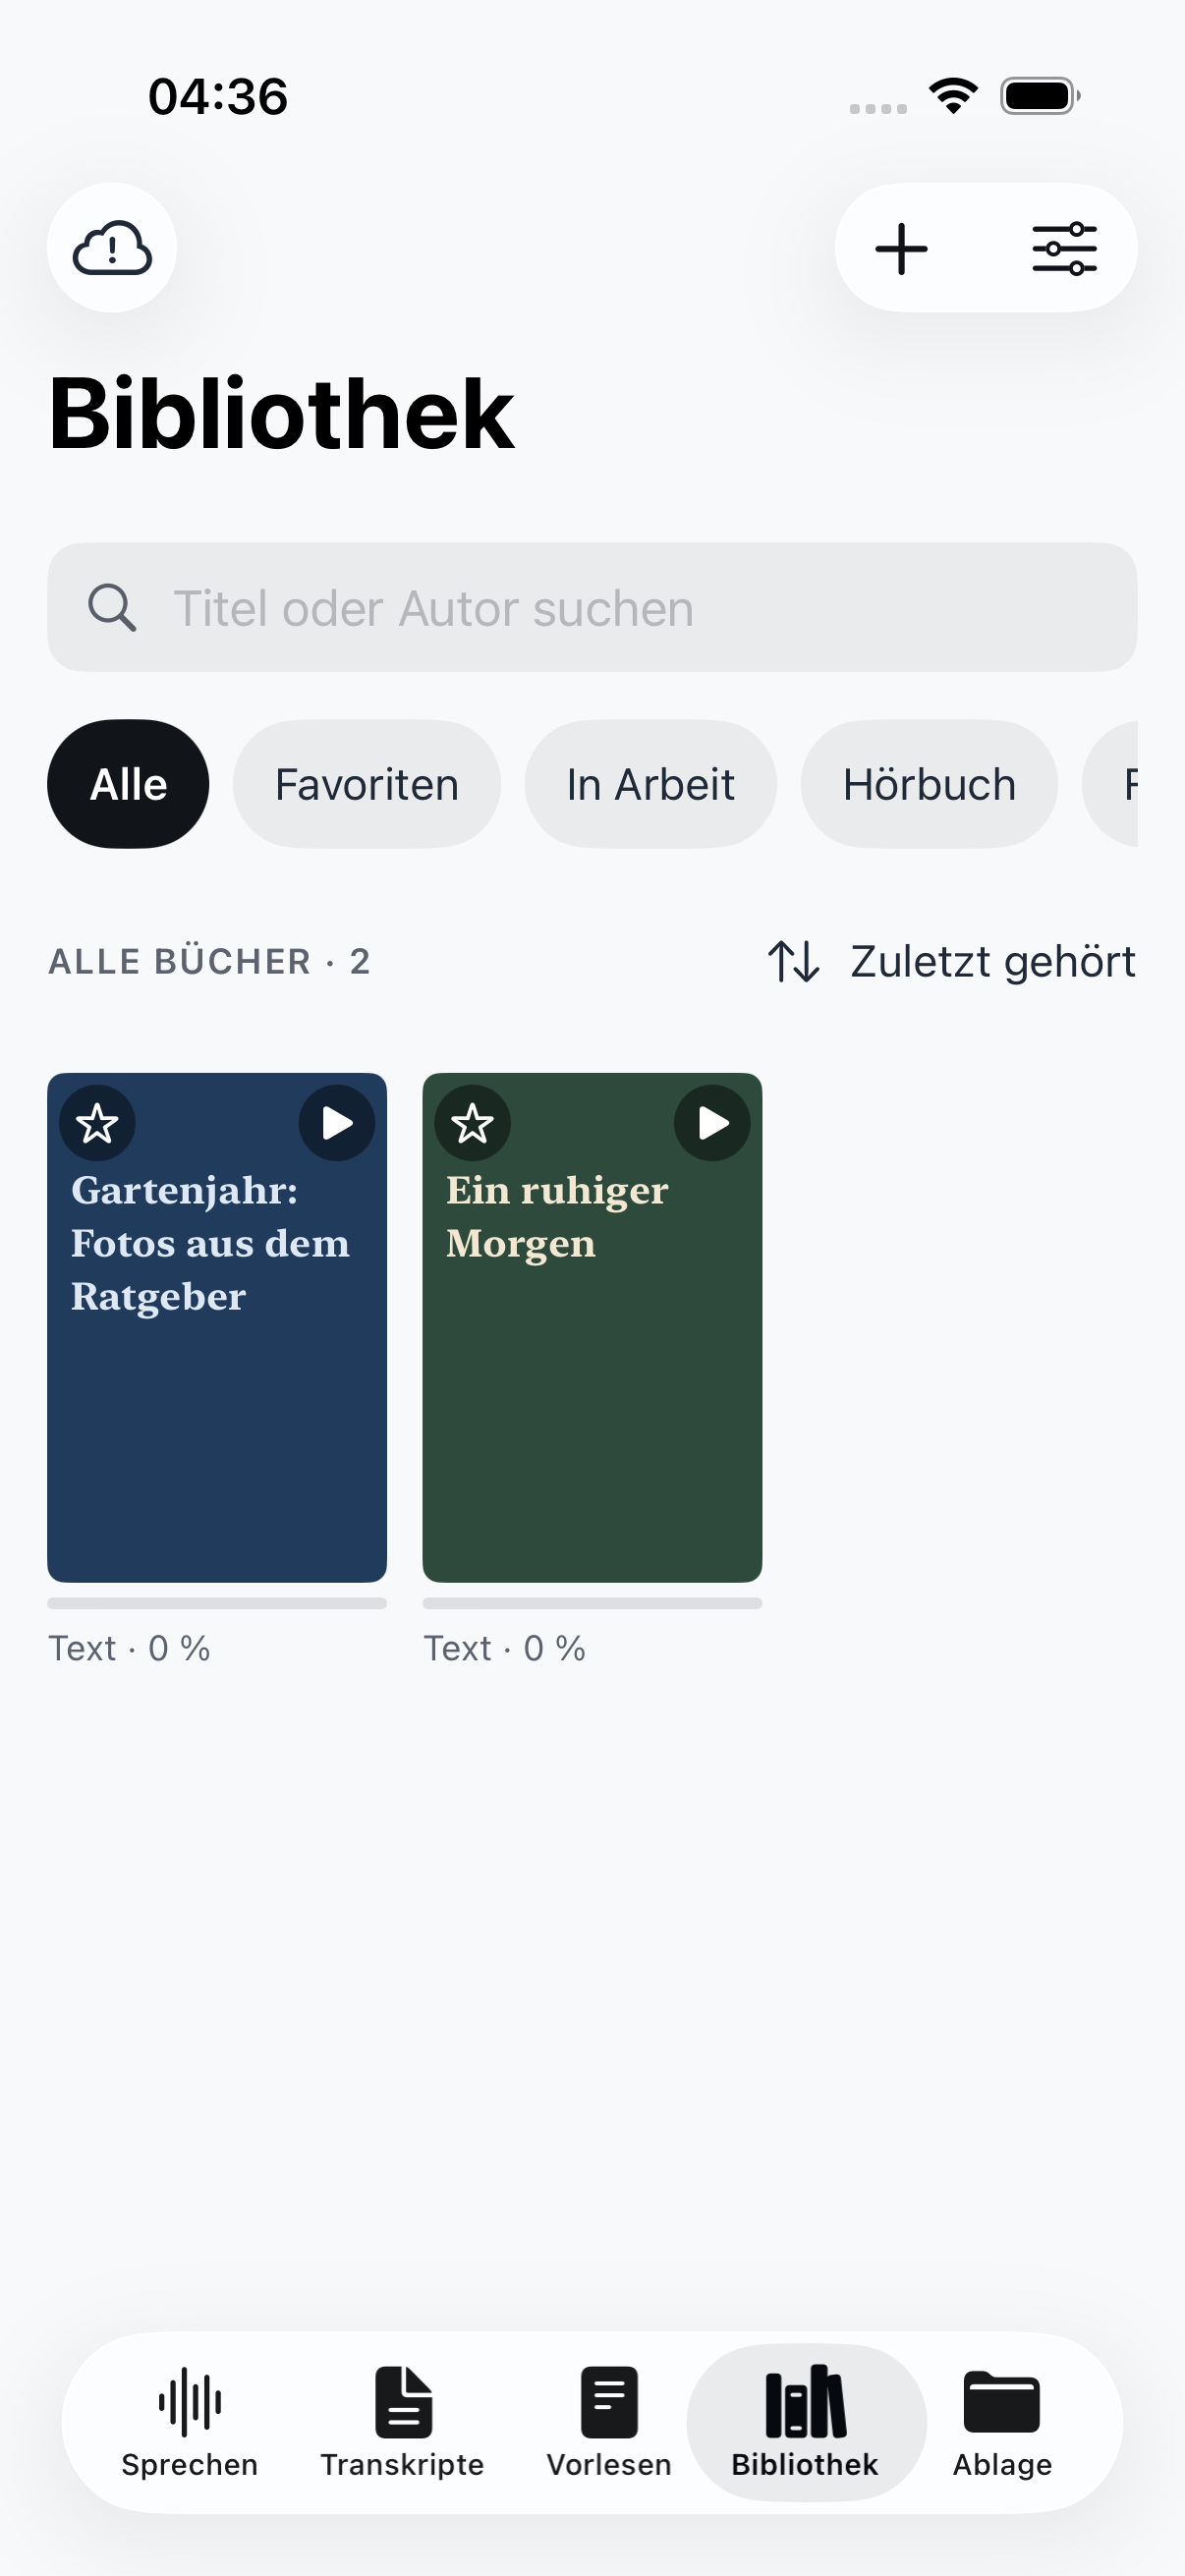 04:36
Bibliothek
Titel oder Autor suchen
Alle
Favoriten
In Arbeit
Hörbuch
ALLE BÜCHER · 2
Zuletzt gehört
Gartenjahr:
Fotos aus dem
Ratgeber
Ein ruhiger
Morgen
Text · 0 %
Text · 0 %
Sprechen
Transkripte
Vorlesen
Bibliothek
Ablage